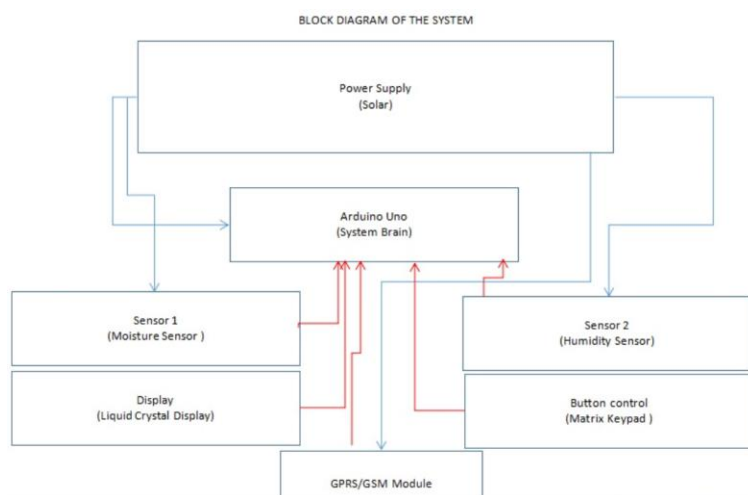 BLOCK DIAGRAM OF THE SYSTEM
Power Supply
(Solar)
Arduino Uno
(System Brain)
Sensor 1
(Moisture Sensor )
Sensor 2
(Humidity Sensor)
Display
(Liquid Crystal Display)
Button control
(Matrix Keypad )
GPRS/GSM Module